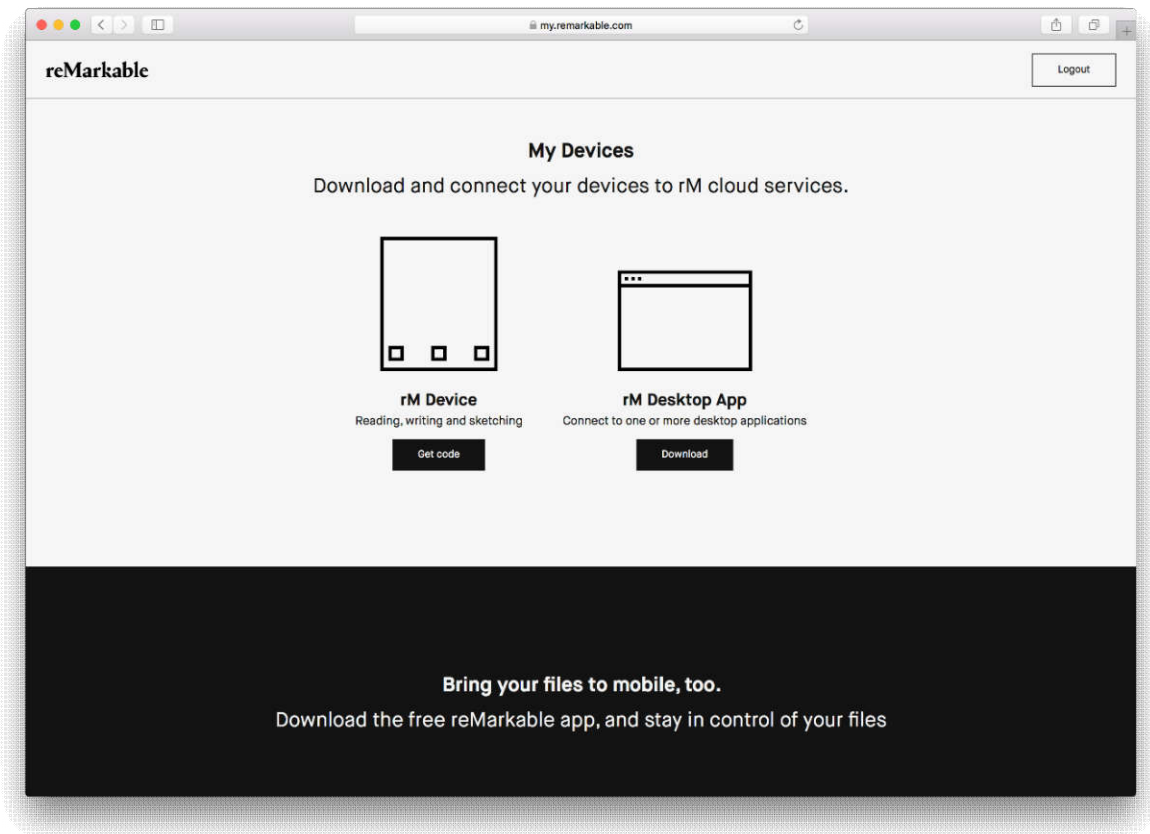 my.remarkable.com
reMarkable
Logout
My Devices
Download and connect your devices to rM cloud services.
rM Device
Reading, writing and sketching
Get code
rM Desktop App
Connect to one or more desktop applications
Download
Bring your files to mobile, too.
Download the free reMarkable app, and stay in control of your files